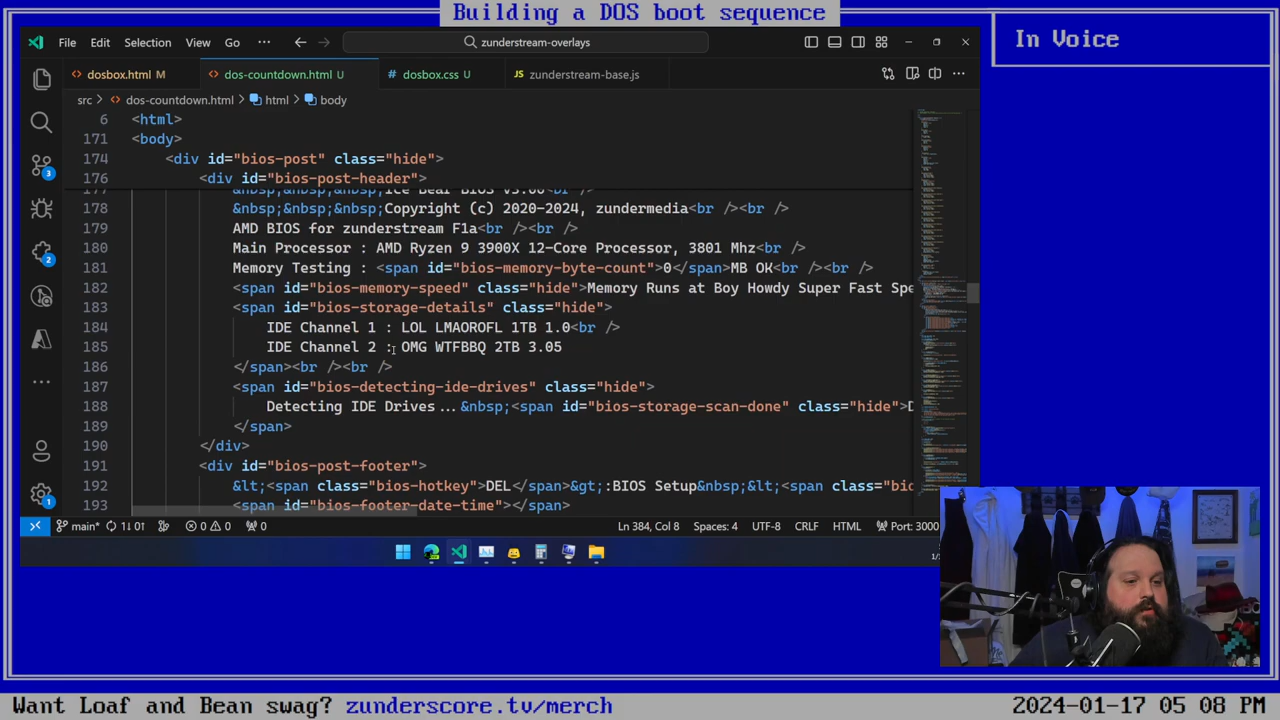 Building a DOS boot sequence
In Voice
File Edit Selection View Go ··· zunderstream-overlays
dosbox.html M dos-countdown.html U dosbox.css U JS zunderstream-base.js
src > dos-countdown.html > html > body
6 <html>
171 <body>
174 <div id="bios-post" class="hide">
176 <div id="bios-post-header">
177 &nbsp;&nbsp;&nbsp;Ice Bear BIOS v3.00<br />
178 &nbsp;&nbsp;&nbsp;Copyright (C)2020-2024, zundermedia<br /><br />
179 BIOS for zunderstream <br />
180 Main Processor : AMD Ryzen 9 3900X 12-Core Processor, 3801 Mhz<br />
181 Memory Testing : <span id="bios-memory-byte-count"> </span>MB OK<br /><br />
182 <span id="bios-memory-speed" class="hide">Memory Runs at Boy Howdy Super Fast Spe
183 <span id="bios-storage-details" class="hide">
184 IDE Channel 1 : LOL LMAOROFL 1TB 1.0<br />
185 IDE Channel 2 : WTFBBQ 1TB 3.05
186 </span><br /><br />
187 <span id="bios-detecting-ide-drives" class="hide">
188 Detecting IDE Drives...&nbsp;<span id="bios-storage-scan-done" class="hide">D
189 </span>
190 </div>
191 <div id="bios-post-footer">
192 <span class="bios-hotkey">DEL</span>&gt;:BIOS Setup&nbsp;&lt;<span class="bio
193 <span id="bios-footer-date-time"></span>
main* 0 0 0 Ln 384, Col 8 Spaces: 4 UTF-8 CRLF HTML Port: 3000
Want Loaf and Bean swag? zunderscore.tv/merch
2024-01-17 05 08 PM